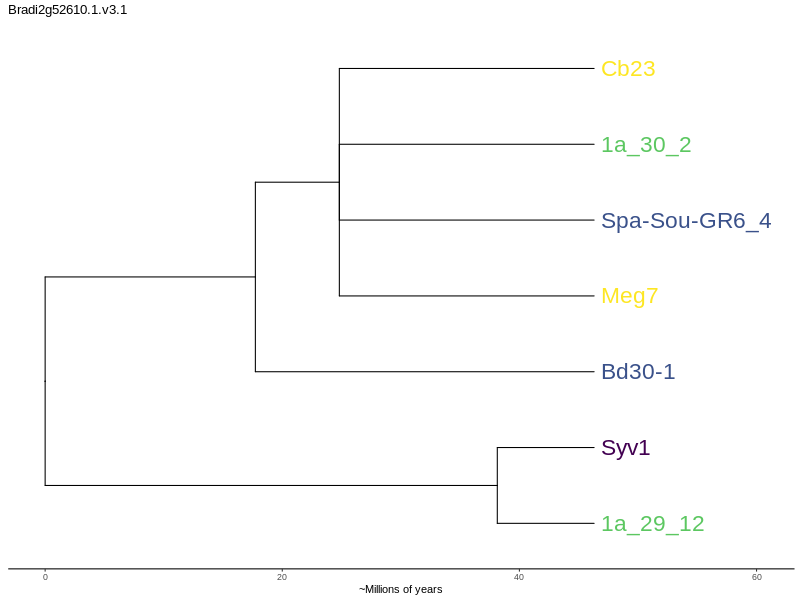 Bradi2g52610.1.v3.1
Cb23
1a_30_2
Spa-Sou-GR6_4
Meg7
Bd30-1
Syv1
1a_29_12
0 20 40 60
~Millions of years